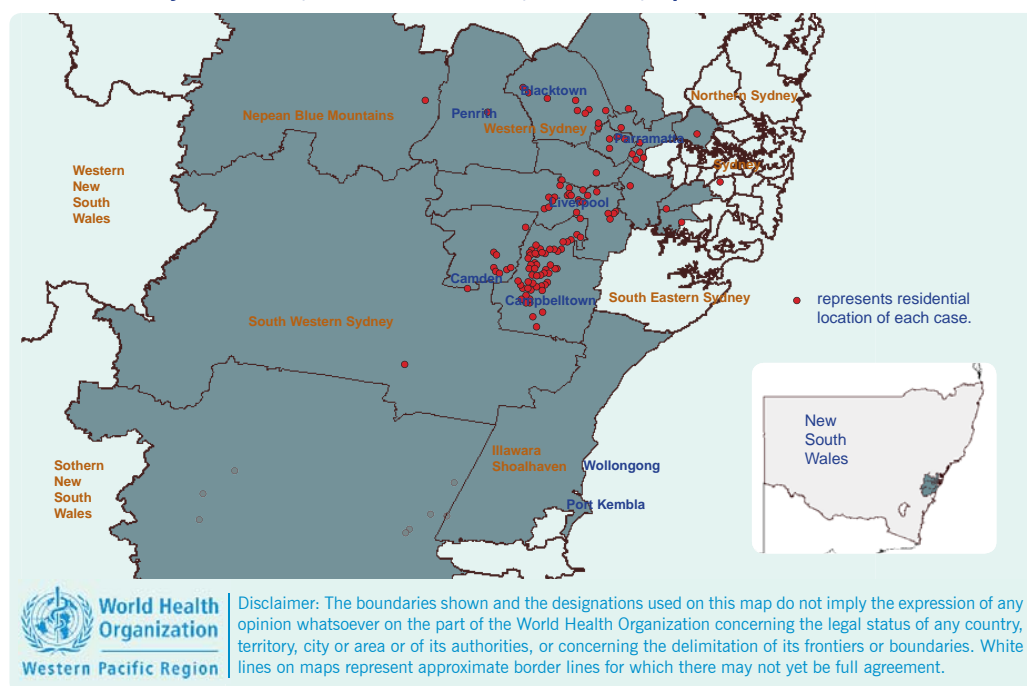 Blacktown
Northern Sydney
Nepean Blue Mountains
Penrith
Western Sydney
Parramatta
Sydney
Western
New
South
Wales
Liverpool
Camden
Campbelltown
South Eastern Sydney
represents residential
location of each case.
South Western Sydney
New
South
Wales
Illawara
Shoalhaven
Wollongong
Sothern
New
South
Wales
Port Kembla
World Health
Organization
Western Pacific Region
Disclaimer: The boundaries shown and the designations used on this map do not imply the expression of any
opinion whatsoever on the part of the World Health Organization concerning the legal status of any country,
territory, city or area or of its authorities, or concerning the delimitation of its frontiers or boundaries. White
lines on maps represent approximate border lines for which there may not yet be full agreement.